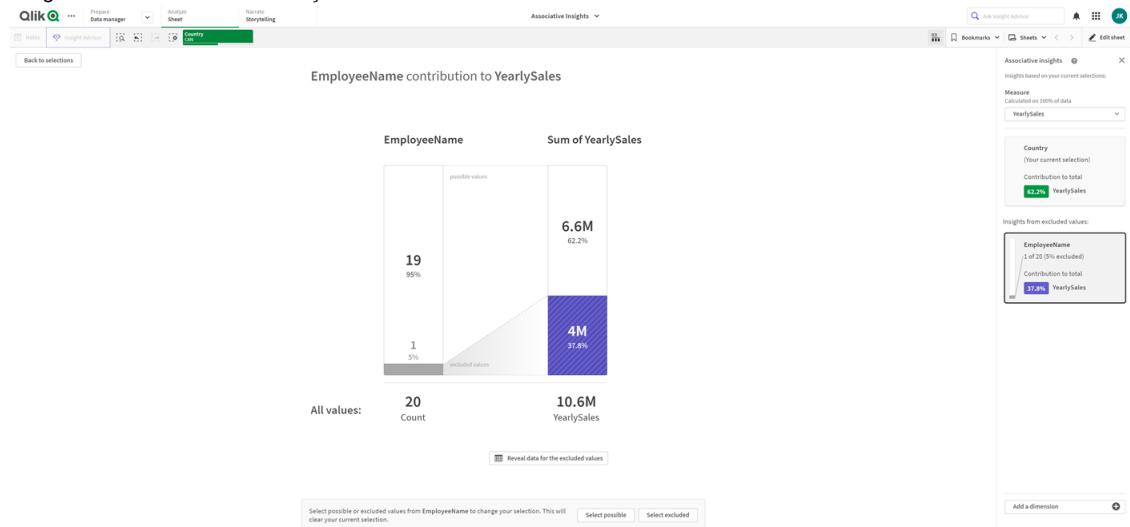 Qlik
Prepare
Data manager
Analyze
Sheet
Narrate
Storytelling
Associative Insights
Ask Insight Advisor
JK
Notes
Insight Advisor
Country
CAN
Bookmarks
Sheets
Edit sheet
Back to selections
EmployeeName contribution to YearlySales
EmployeeName
Sum of YearlySales
possible values
6.6M
62.2%
19
95%
4M
37.8%
1
5%
excluded values
All values:
20
Count
10.6M
YearlySales
Reveal data for the excluded values
Select possible or excluded values from EmployeeName to change your selection. This will
clear your current selection.
Select possible
Select excluded
Associative insights
Insights based on your current selections:
Measure
Calculated on 100% of data
YearlySales
Country
(Your current selection)
Contribution to total
62.2% YearlySales
Insights from excluded values:
EmployeeName
1 of 20 (5% excluded)
Contribution to total
37.8% YearlySales
Add a dimension